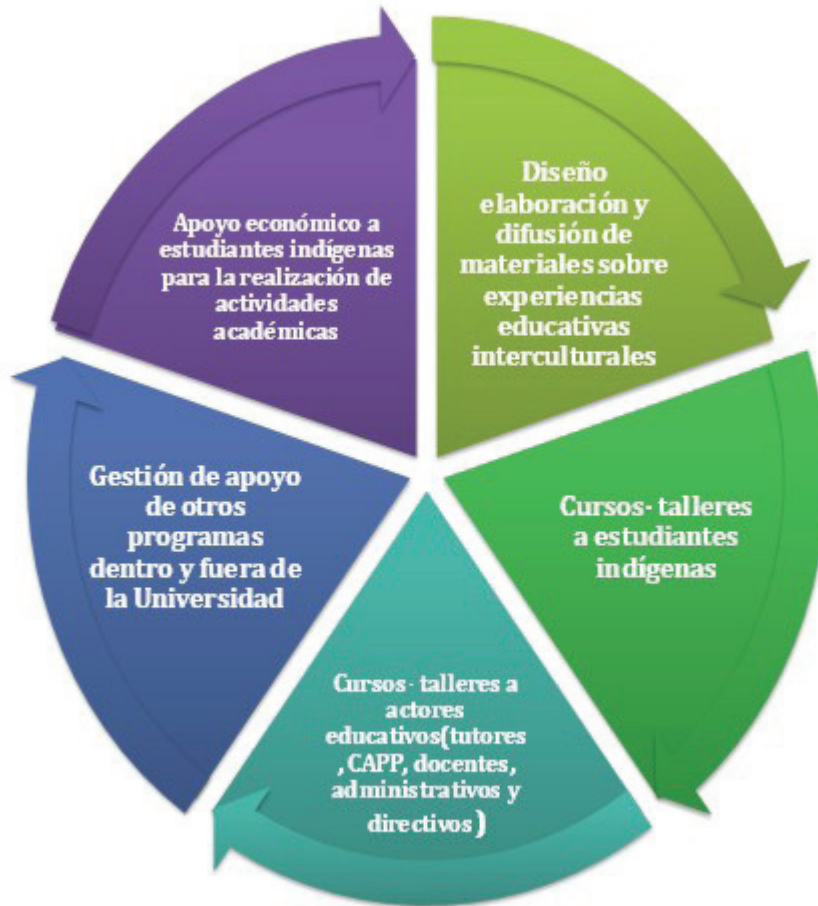 Diseño
elaboración y
difusión de
materiales sobre
experiencias
educativas
interculturales
Cursos- talleres
a estudiantes
indígenas
Cursos- talleres a
actores
educativos(tutores
,CAPP, docentes,
administrativos y
directivos)
Gestión de apoyo
de otros
programas
dentro y fuera de
la Universidad
Apoyo económico a
estudiantes indígenas
para la realización de
actividades
académicas